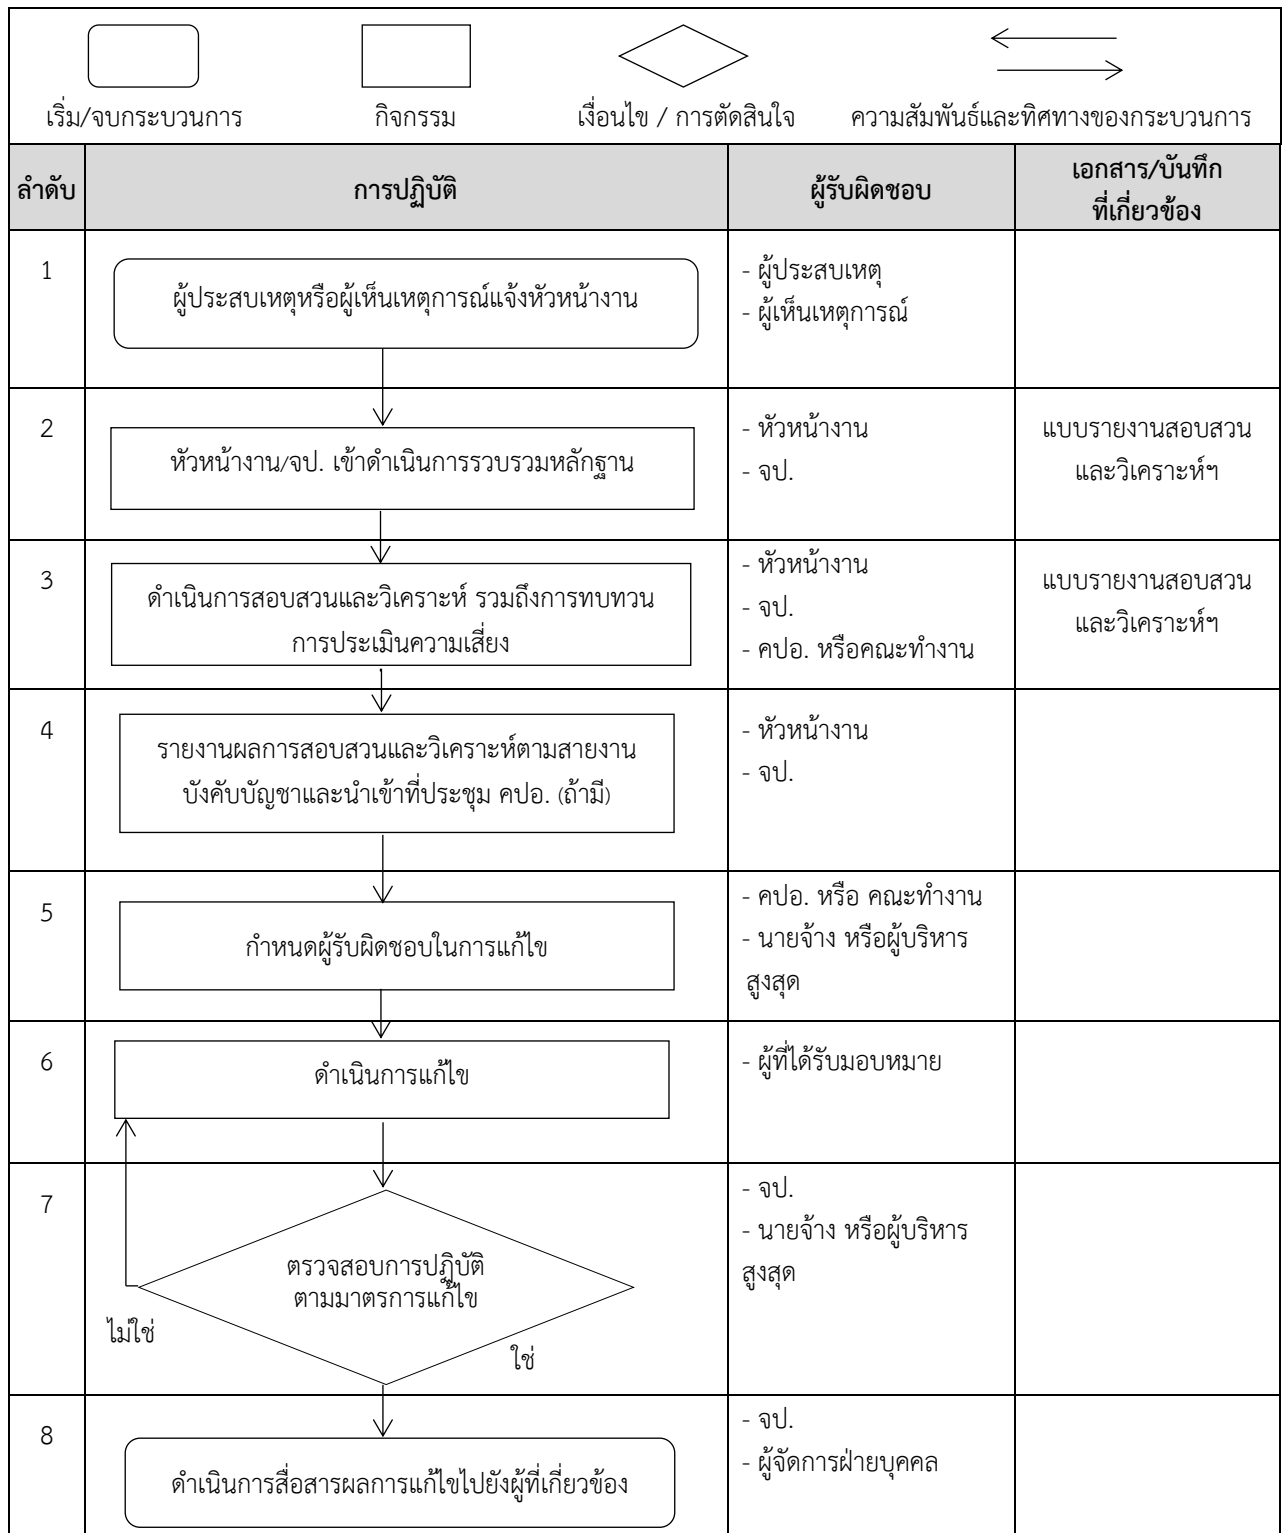 เริ่ม/จบกระบวนการ
กิจกรรม
เงื่อนไข / การตัดสินใจ
ความสัมพันธ์และทิศทางของกระบวนการ
ลำดับ
การปฏิบัติ
ผู้รับผิดชอบ
เอกสาร/บันทึก
ที่เกี่ยวข้อง
1
ผู้ประสบเหตุหรือผู้เห็นเหตุการณ์แจ้งหัวหน้างาน
- ผู้ประสบเหตุ
- ผู้เห็นเหตุการณ์
2
หัวหน้างาน/จป. เข้าดำเนินการรวบรวมหลักฐาน
- หัวหน้างาน
- จป.
แบบรายงานสอบสวน
และวิเคราะห์ฯ
3
ดำเนินการสอบสวนและวิเคราะห์ รวมถึงการทบทวน
การประเมินความเสี่ยง
- หัวหน้างาน
- จป.
- คปอ. หรือคณะทำงาน
แบบรายงานสอบสวน
และวิเคราะห์ฯ
4
รายงานผลการสอบสวนและวิเคราะห์ตามสายงาน
บังคับบัญชาและนำเข้าที่ประชุม คปอ. (ถ้ามี)
- หัวหน้างาน
- จป.
5
กำหนดผู้รับผิดชอบในการแก้ไข
- คปอ. หรือ คณะทำงาน
- นายจ้าง หรือผู้บริหาร
สูงสุด
6
ดำเนินการแก้ไข
- ผู้ที่ได้รับมอบหมาย
7
ตรวจสอบการปฏิบัติ
ตามมาตรการแก้ไข
ไม่ใช่
ใช่
- จป.
- นายจ้าง หรือผู้บริหาร
สูงสุด
8
ดำเนินการสื่อสารผลการแก้ไขไปยังผู้ที่เกี่ยวข้อง
- จป.
- ผู้จัดการฝ่ายบุคคล